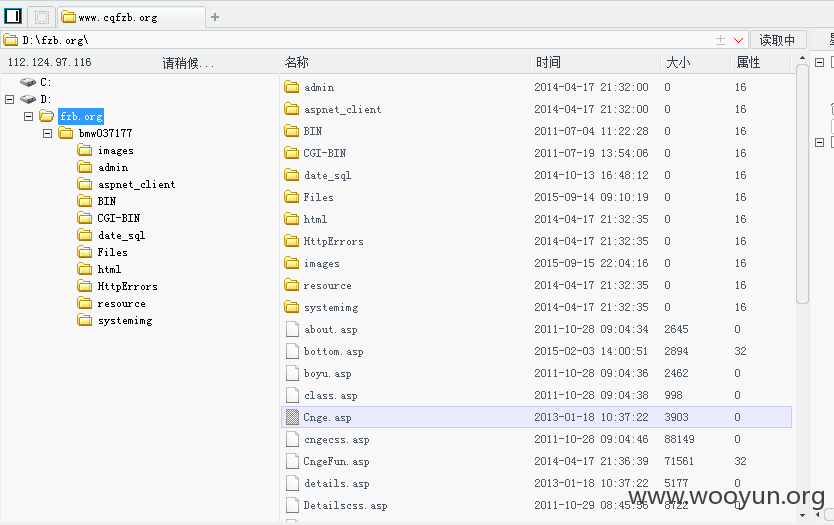 www.cqfzb.org
D:\fzb.org\
读取中
112.124.97.116 请稍候...
C:
D:
fzb.org
bmw037177
images
admin
aspnet_client
BIN
CGI-BIN
date_sql
Files
html
HttpErrors
resource
systemimg
名称 时间 大小 属性
admin 2014-04-17 21:32:00 0 16
aspnet_client 2014-04-17 21:32:00 0 16
BIN 2011-07-04 11:22:28 0 16
CGI-BIN 2011-07-19 13:54:06 0 16
date_sql 2014-10-13 16:48:12 0 16
Files 2015-09-14 09:10:19 0 16
html 2014-04-17 21:32:35 0 16
HttpErrors 2014-04-17 21:32:35 0 16
images 2015-09-15 22:04:16 0 16
resource 2014-04-17 21:32:35 0 16
systemimg 2014-04-17 21:32:35 0 16
about.asp 2011-10-28 09:04:34 2645 0
bottom.asp 2015-02-03 14:00:51 2894 32
boyu.asp 2011-10-28 09:04:36 2462 0
class.asp 2011-10-28 09:04:38 998 0
Cnge.asp 2013-01-18 10:37:22 3903 0
cngecss.asp 2011-10-28 09:04:46 88149 0
CngeFun.asp 2014-04-17 21:36:39 71561 32
details.asp 2013-01-18 10:37:22 5177 0
Detailscss.asp 2011-10-29 08:45:56 8722 0
www.wooyun.org